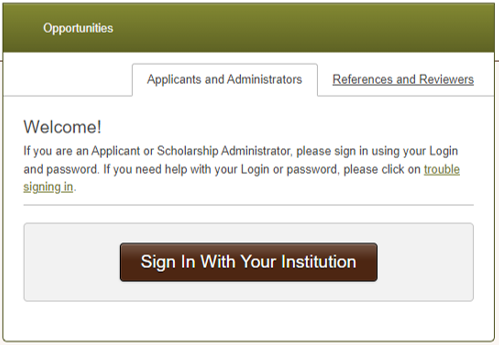 Opportunities
Applicants and Administrators
References and Reviewers
Welcome!
If you are an Applicant or Scholarship Administrator, please sign in using your Login
and password. If you need help with your Login or password, please click on trouble
signing in.
Sign In With Your Institution